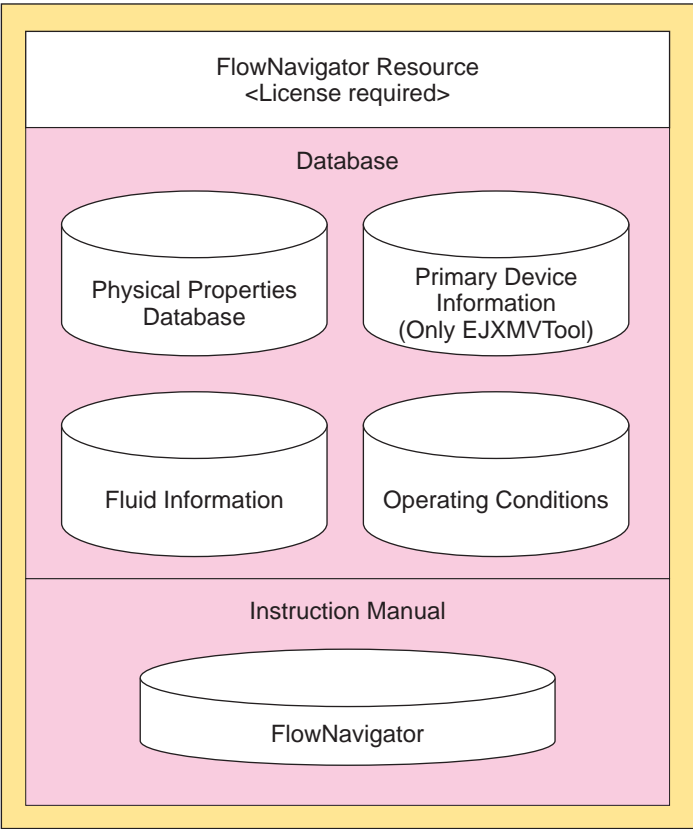 FlowNavigator Resource
<License required>
Database
Physical Properties
Database
Primary Device
Information
(Only EJXMVTool)
Fluid Information
Operating Conditions
Instruction Manual
FlowNavigator